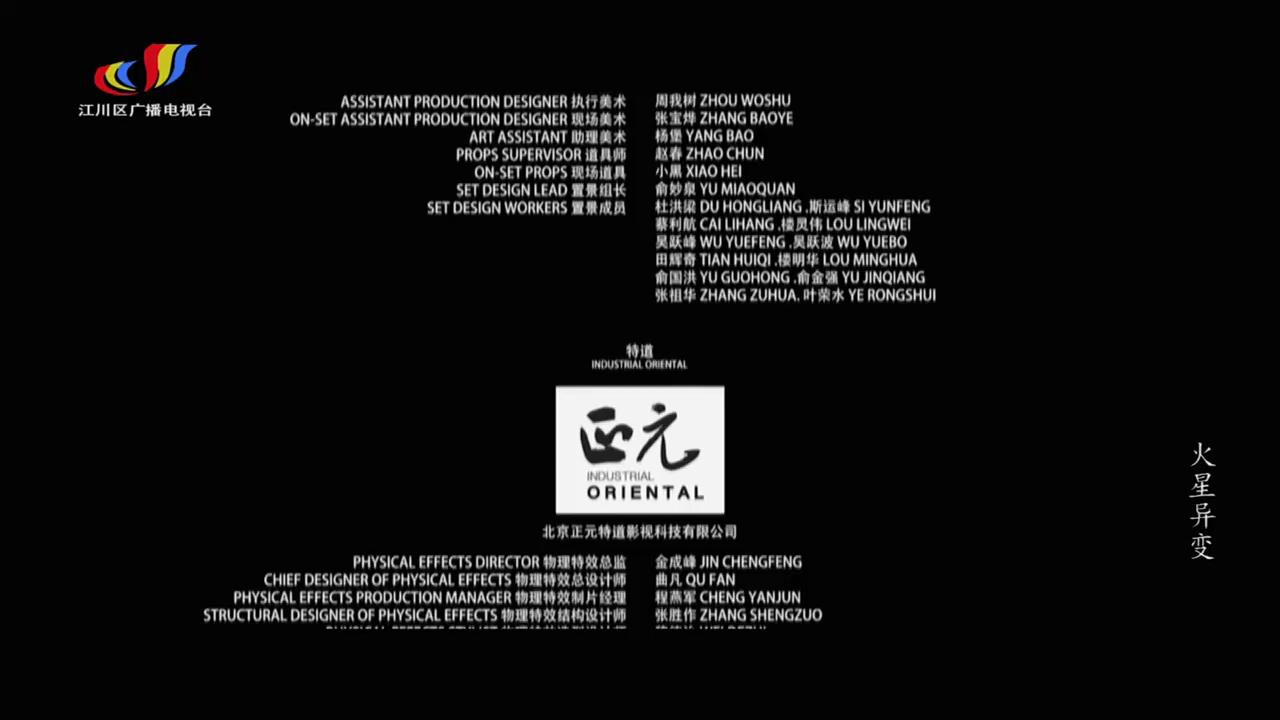 江川区广播电视台
ASSISTANT PRODUCTION DESIGNER 执行美术 周我树 ZHOU WOSHU
ON-SET ASSISTANT PRODUCTION DESIGNER 现场美术 张宝烨 ZHANG BAOYE
ART ASSISTANT 助理美术 杨堡 YANG BAO
PROPS SUPERVISOR 道具师 赵春 ZHAO CHUN
ON-SET PROPS 现场道具 小黑 XIAO HEI
SET DESIGN LEAD 置景组长 俞妙泉 YU MIAOQUAN
SET DESIGN WORKERS 置景成员 杜洪梁 DU HONGLIANG ,斯运峰 SI YUNFENG
蔡利航 CAI LIHANG ,楼灵伟 LOU LINGWEI
吴跃峰 WU YUEFENG ,吴跃波 WU YUEBO
田辉奇 TIAN HUIQI ,楼明华 LOU MINGHUA
俞国洪 YU GUOHONG ,俞金强 YU JINQIANG
张祖华 ZHANG ZUHUA, 叶荣水 YE RONGSHUI
特道
INDUSTRIAL ORIENTAL
正元
INDUSTRIAL
ORIENTAL
北京正元特道影视科技有限公司
PHYSICAL EFFECTS DIRECTOR 物理特效总监 金成峰 JIN CHENGFENG
CHIEF DESIGNER OF PHYSICAL EFFECTS 物理特效总设计师 曲凡 QU FAN
PHYSICAL EFFECTS PRODUCTION MANAGER 物理特效制片经理 程燕军 CHENG YANJUN
STRUCTURAL DESIGNER OF PHYSICAL EFFECTS 物理特效结构设计师 张胜作 ZHANG SHENGZUO
火星异变